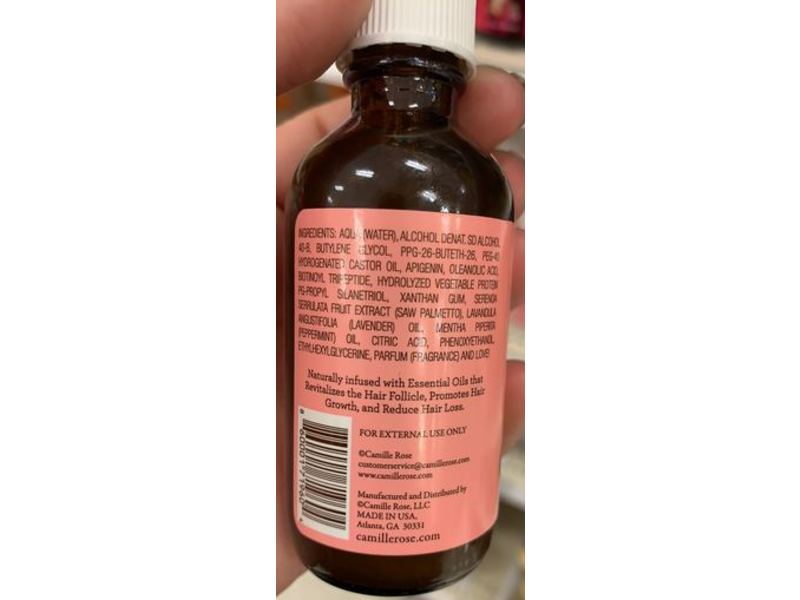 INGREDIENTS: AQUA (WATER), ALCOHOL DENAT. SD ALCOHOL
40-B, BUTYLENE GLYCOL, PPG-26-BUTETH-26, PEG-40
HYDROGENATED CASTOR OIL, APIGENIN, OLEANOLIC ACID,
BIOTINOYL TRIPEPTIDE, HYDROLYZED VEGETABLE PROTEIN
PG-PROPYL SILANETRIOL, XANTHAN GUM, SERENOA
SERRULATA FRUIT EXTRACT (SAW PALMETTO), LAVANDULA
ANGUSTIFOLIA (LAVENDER) OIL, MENTHA PIPERITA
(PEPPERMINT) OIL, CITRIC ACID, PHENOXYETHANOL,
ETHYLHEXYLGLYCERINE, PARFUM (FRAGRANCE) AND LOVE!
Naturally infused with Essential Oils that
Revitalizes the Hair Follicle, Promotes Hair
Growth, and Reduce Hair Loss.
FOR EXTERNAL USE ONLY
©Camille Rose
customerservice@camillerose.com
www.camillerose.com
Manufactured and Distributed by
©Camille Rose, LLC
MADE IN USA,
Atlanta, GA 30331
camillerose.com